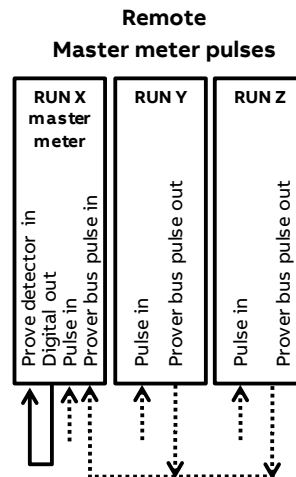 Remote
Master meter pulses
RUN X
master
meter
Prove detector in
Digital out
Pulse in
Prover bus pulse in
RUN Y
Pulse in
Prover bus pulse out
RUN Z
Pulse in
Prover bus pulse out